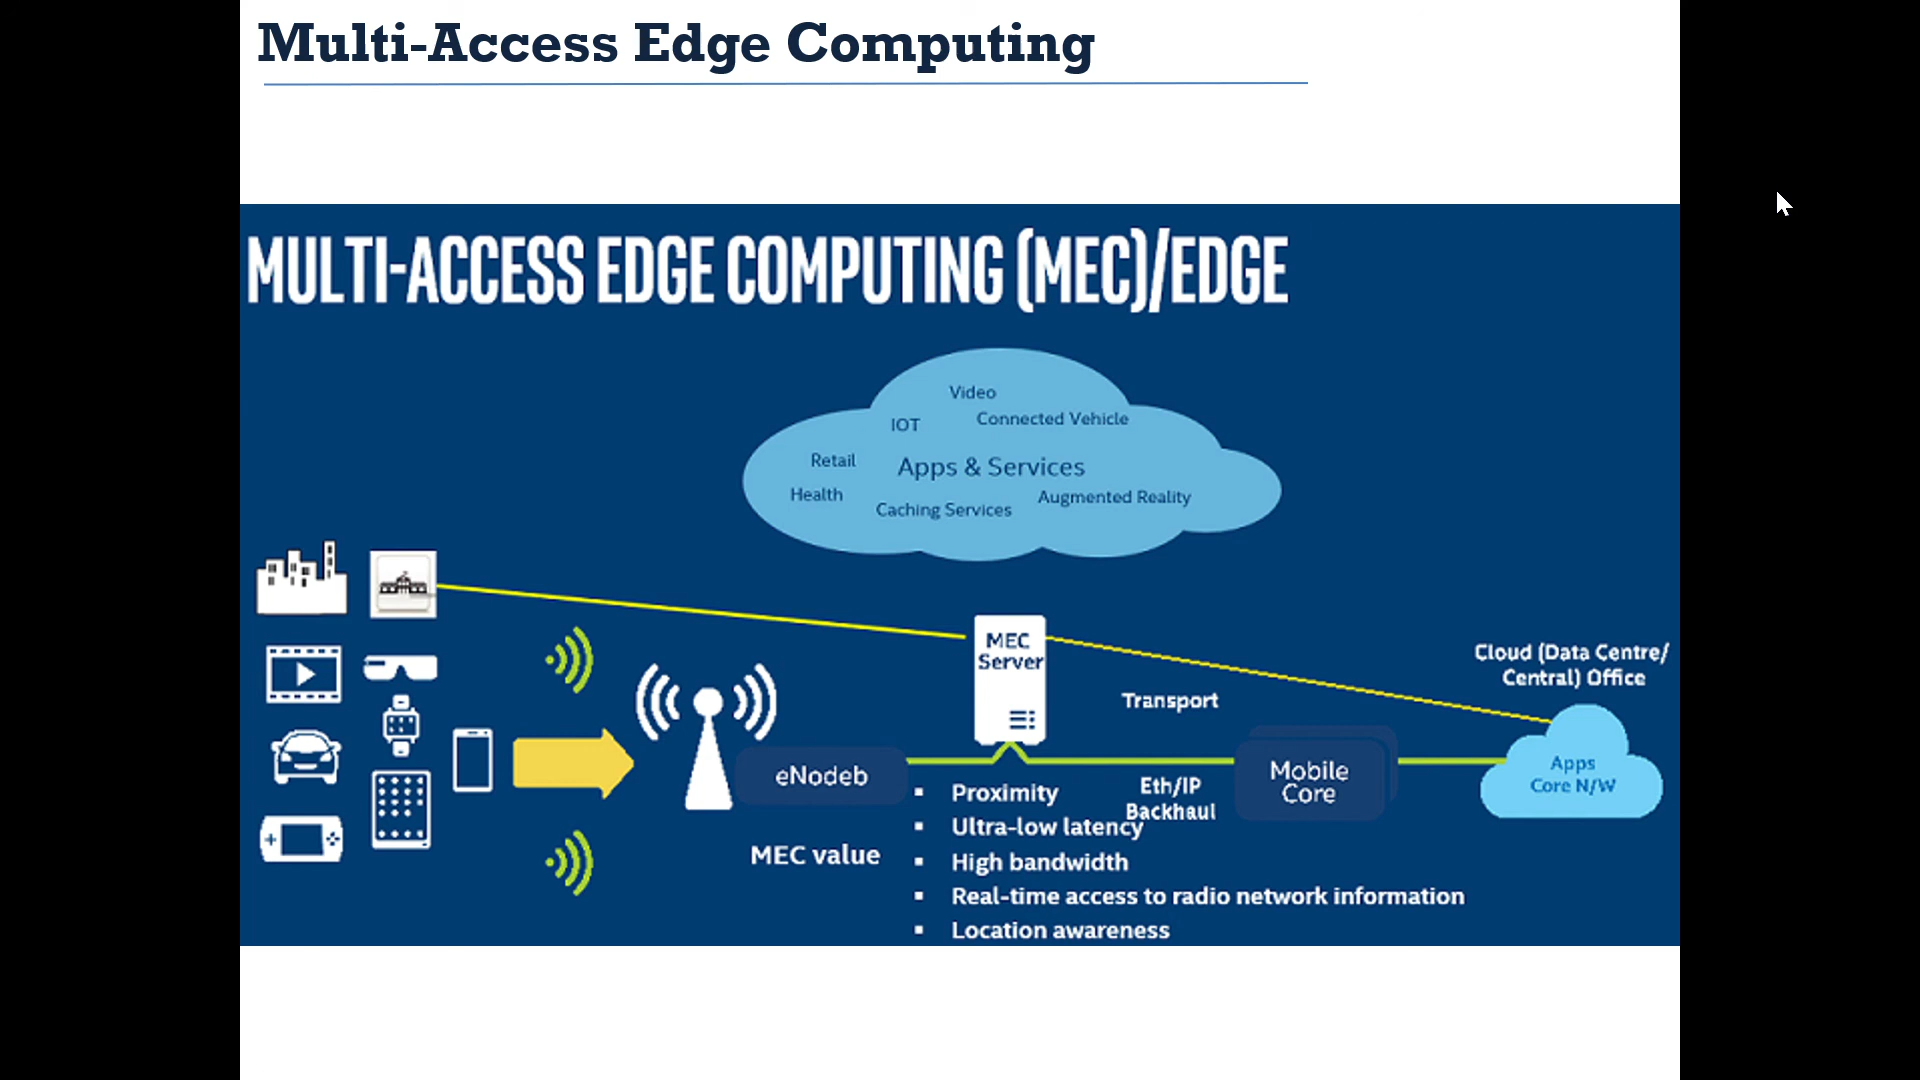 Multi-Access Edge Computing
MULTI-ACCESS EDGE COMPUTING (MEC)/EDGE
Video
IOT
Connected Vehicle
Retail
Apps & Services
Health
Augmented Reality
Caching Services
MEC
Server
Cloud (Data Centre/
Central) Office
Transport
eNodeb
Mobile
Core
Apps
Core N/W
Eth/IP
Backhaul
MEC value
▪ Proximity
▪ Ultra-low latency
▪ High bandwidth
▪ Real-time access to radio network information
▪ Location awareness